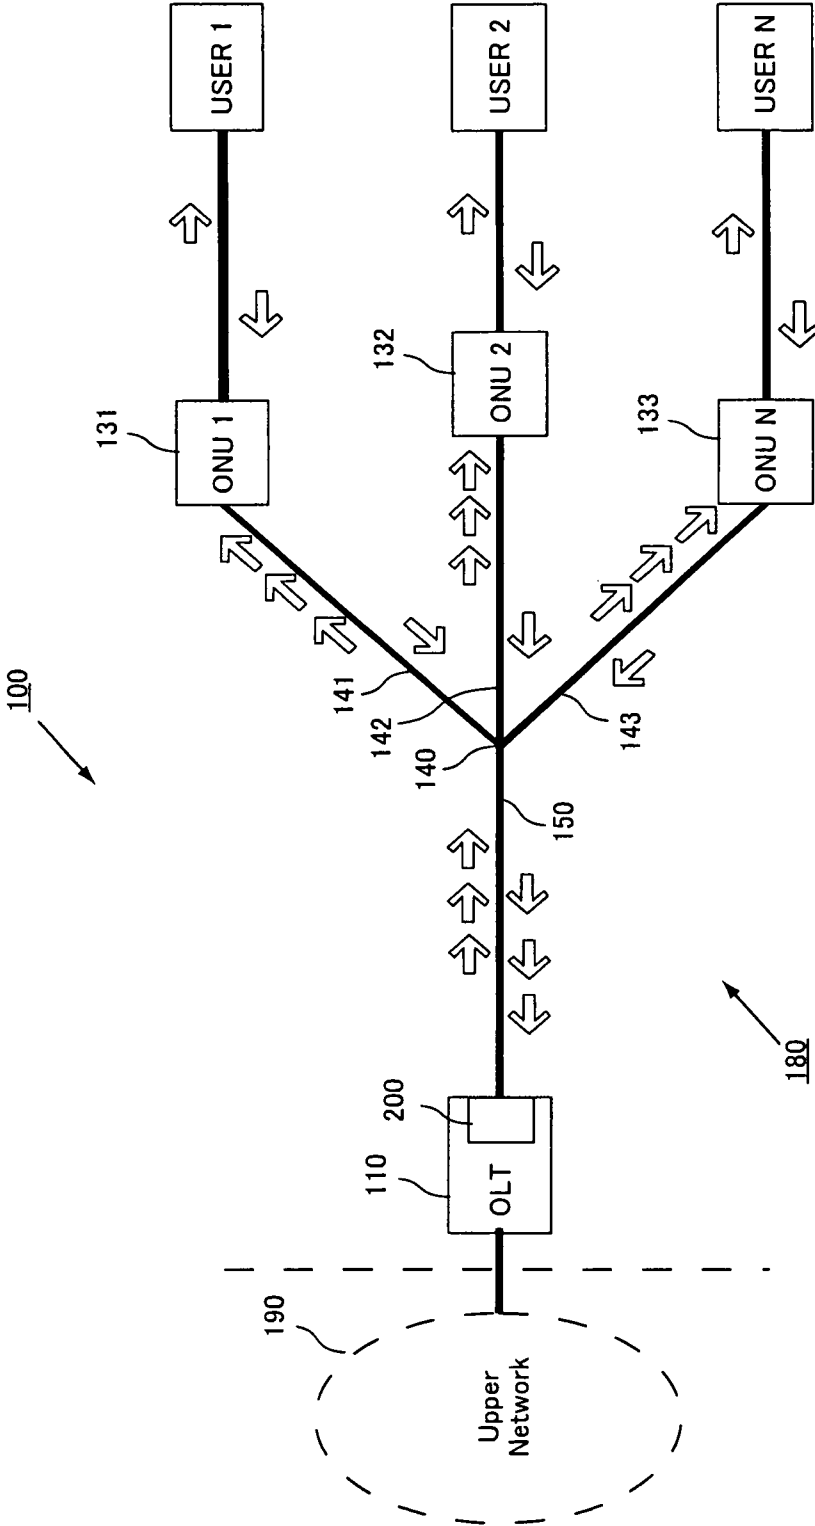 100
131
ONU 1
USER 1
141
132
ONU 2
USER 2
142
140
150
110
200
OLT
190
Upper
Network
143
133
ONU N
USER N
180